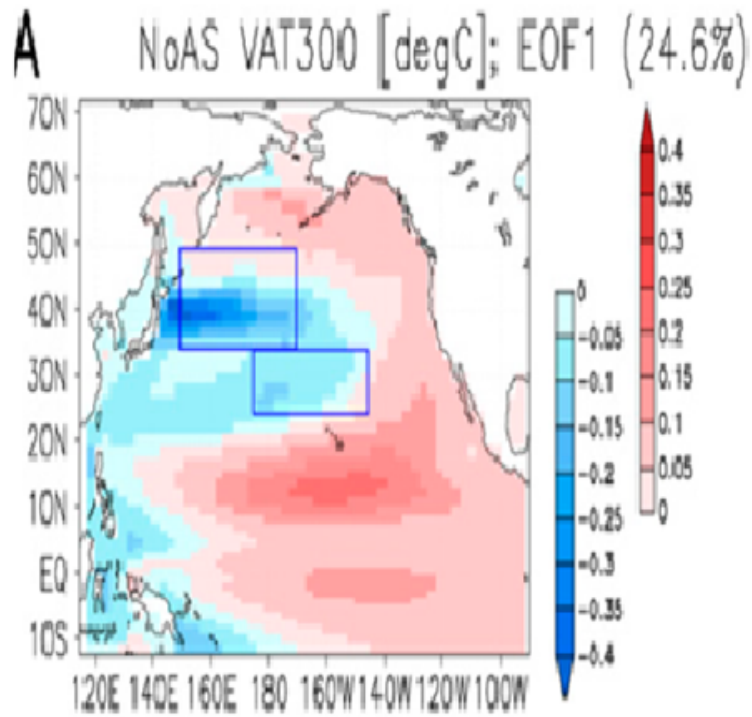 A NoAS VAT300 [degC]; EOF1 (24.6%)
70N
60N
50N
40N
30N
20N
10N
EQ
10S
120E 140E 160E 180 160W 140W 120W 100W
0
-0.05
-0.1
-0.15
-0.2
-0.25
-0.3
-0.35
-0.4
0.4
0.35
0.3
0.25
0.2
0.15
0.1
0.05
0